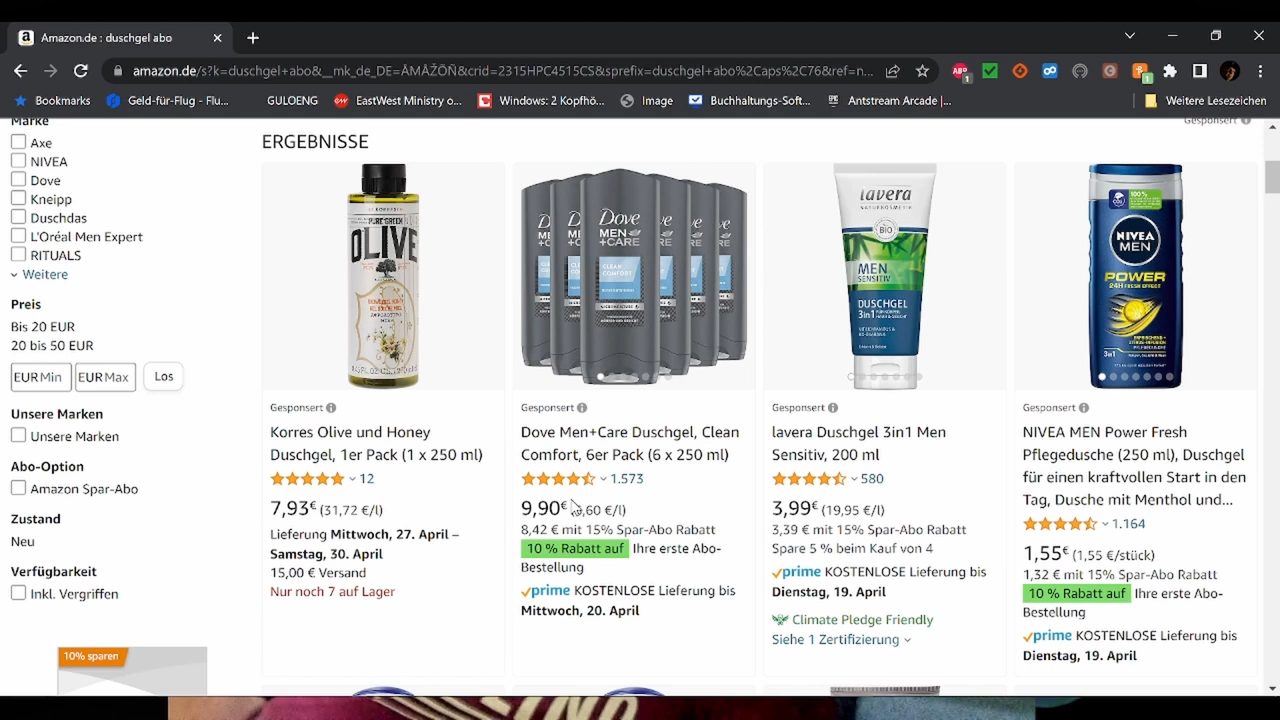 Amazon.de : duschgel abo
amazon.de/s?k=duschgel+abo&__mk_de_DE=ÅMÅŽÕÑ&crid=2315HPC4515CS&sprefix=duschgel+abo%2Caps%2C76&ref=n...
ABP
1
1
Bookmarks
Geld-für-Flug - Flu...
GULOENG
EastWest Ministry o...
Windows: 2 Kopfhö...
Image
Buchhaltungs-Soft...
Antstream Arcade |...
Weitere Lesezeichen
Marke
Axe
NIVEA
Dove
Kneipp
Duschdas
L'Oréal Men Expert
RITUALS
Weitere
Preis
Bis 20 EUR
20 bis 50 EUR
EUR Min
EUR Max
Los
Unsere Marken
Unsere Marken
Abo-Option
Amazon Spar-Abo
Zustand
Neu
Verfügbarkeit
Inkl. Vergriffen
10% sparen
Gesponsert
ERGEBNISSE
KORRES
PURE GREEK
OLIVE
Dove
MEN
+CARE
CLEAN
COMFORT
lavera
NATURKOSMETIK
BIO
MEN
SENSITIV
DUSCHGEL
3in1
NIVEA
MEN
POWER
24H FRESH EFFECT
3in1
Gesponsert
Korres Olive und Honey
Duschgel, 1er Pack (1 x 250 ml)
12
7,93€ (31,72 €/l)
Lieferung Mittwoch, 27. April –
Samstag, 30. April
15,00 € Versand
Nur noch 7 auf Lager
Gesponsert
Dove Men+Care Duschgel, Clean
Comfort, 6er Pack (6 x 250 ml)
1.573
9,90€ ,60 €/l)
8,42 € mit 15% Spar-Abo Rabatt
10 % Rabatt auf Ihre erste Abo-
Bestellung
prime KOSTENLOSE Lieferung bis
Mittwoch, 20. April
Gesponsert
lavera Duschgel 3in1 Men
Sensitiv, 200 ml
580
3,99€ (19,95 €/l)
3,39 € mit 15% Spar-Abo Rabatt
Spare 5 % beim Kauf von 4
prime KOSTENLOSE Lieferung bis
Dienstag, 19. April
Climate Pledge Friendly
Siehe 1 Zertifizierung
Gesponsert
NIVEA MEN Power Fresh
Pflegedusche (250 ml), Duschgel
für einen kraftvollen Start in den
Tag, Dusche mit Menthol und...
1.164
1,55€ (1,55 €/stück)
1,32 € mit 15% Spar-Abo Rabatt
10 % Rabatt auf Ihre erste Abo-
Bestellung
prime KOSTENLOSE Lieferung bis
Dienstag, 19. April